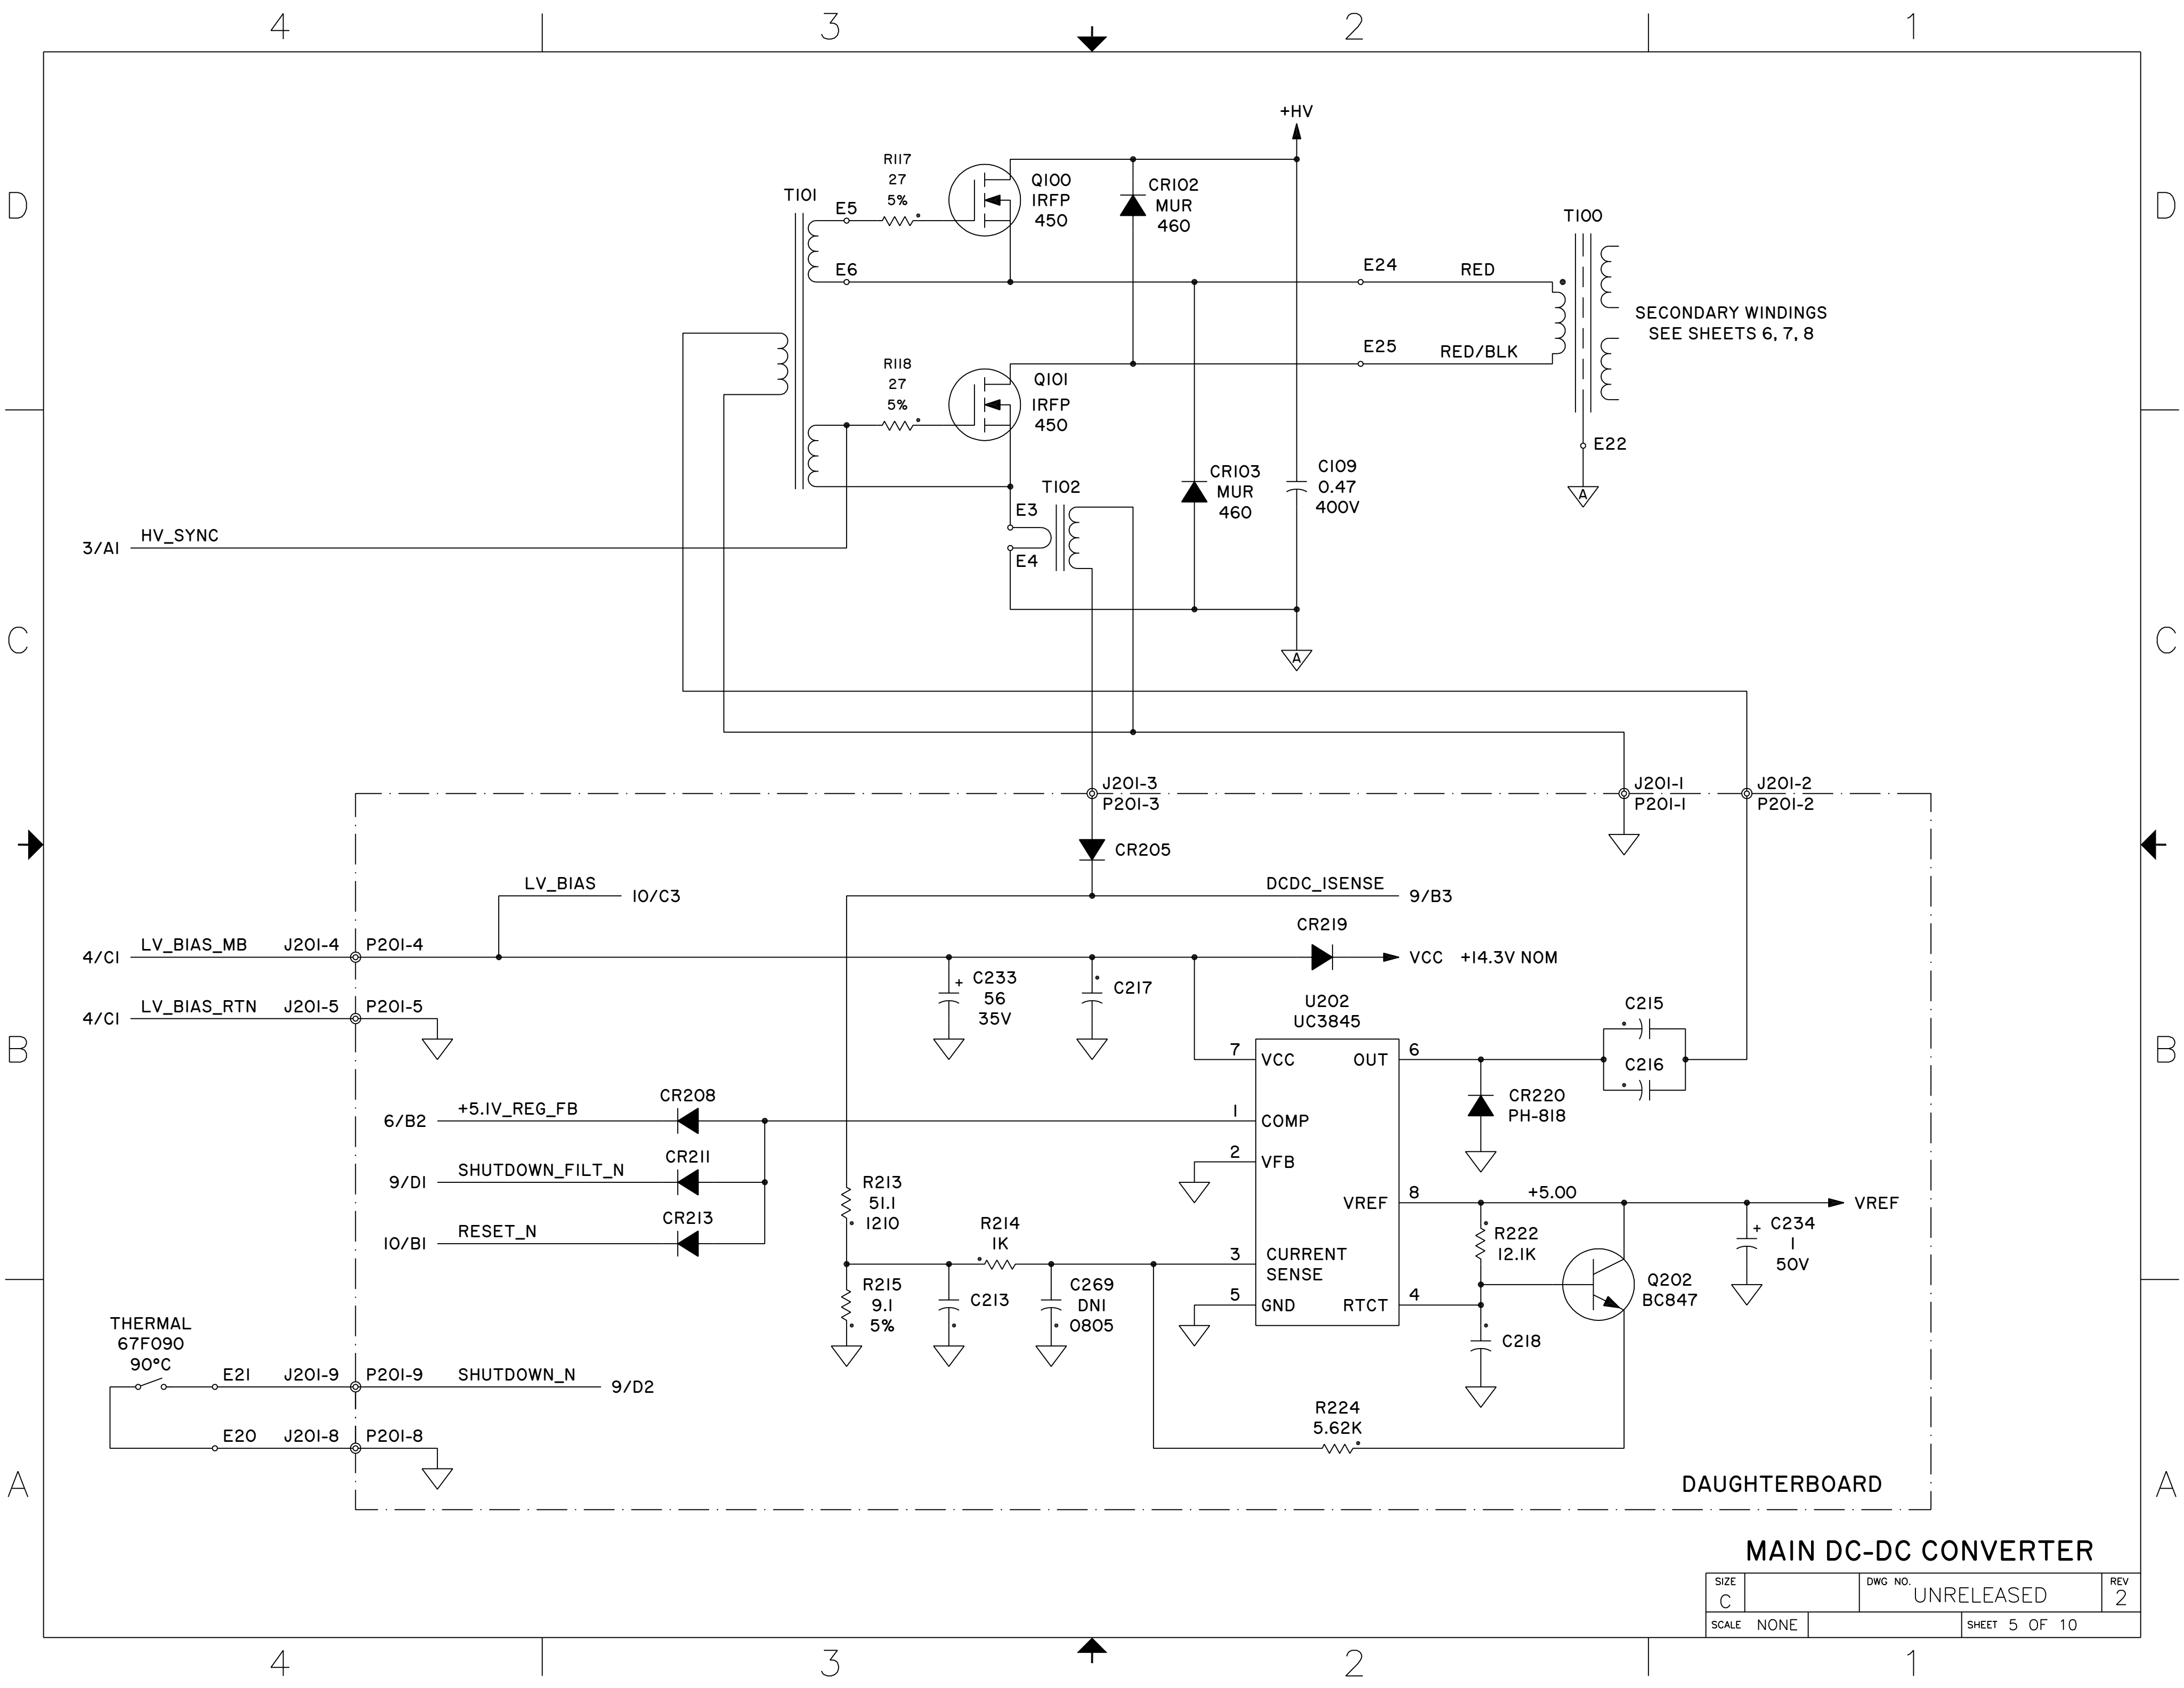 4 3 2 1
D
D
C
C
B
B
A
A
+HV
T101
R117
27
5%
E5
E6
Q100
IRFP
450
CR102
MUR
460
T100
E24 RED
E25 RED/BLK
SECONDARY WINDINGS
SEE SHEETS 6, 7, 8
E22
A
R118
27
5%
Q101
IRFP
450
T102
E3
E4
CR103
MUR
460
C109
0.47
400V
A
3/A1 HV_SYNC
J201-3
P201-3
J201-1
P201-1
J201-2
P201-2
CR205
LV_BIAS 10/C3
DCDC_ISENSE 9/B3
4/C1 LV_BIAS_MB J201-4 P201-4
CR219
VCC +14.3V NOM
4/C1 LV_BIAS_RTN J201-5 P201-5
+ C233
56
35V
C217
U202
UC3845
7 VCC
OUT 6
1 COMP
2 VFB
VREF 8
3 CURRENT
SENSE
5 GND
RTCT 4
C215
C216
CR220
PH-818
6/B2 +5.1V_REG_FB CR208
9/D1 SHUTDOWN_FILT_N CR211
10/B1 RESET_N CR213
R213
51.1
1210
R214
1K
R215
9.1
5%
C213
C269
DNI
0805
+5.00
VREF
R222
12.1K
Q202
BC847
+ C234
1
50V
C218
R224
5.62K
THERMAL
67F090
90°C
E21 J201-9 P201-9 SHUTDOWN_N 9/D2
E20 J201-8 P201-8
DAUGHTERBOARD
MAIN DC-DC CONVERTER
SIZE
C
DWG NO.
UNRELEASED
REV
2
SCALE NONE
SHEET 5 OF 10
4 3 2 1